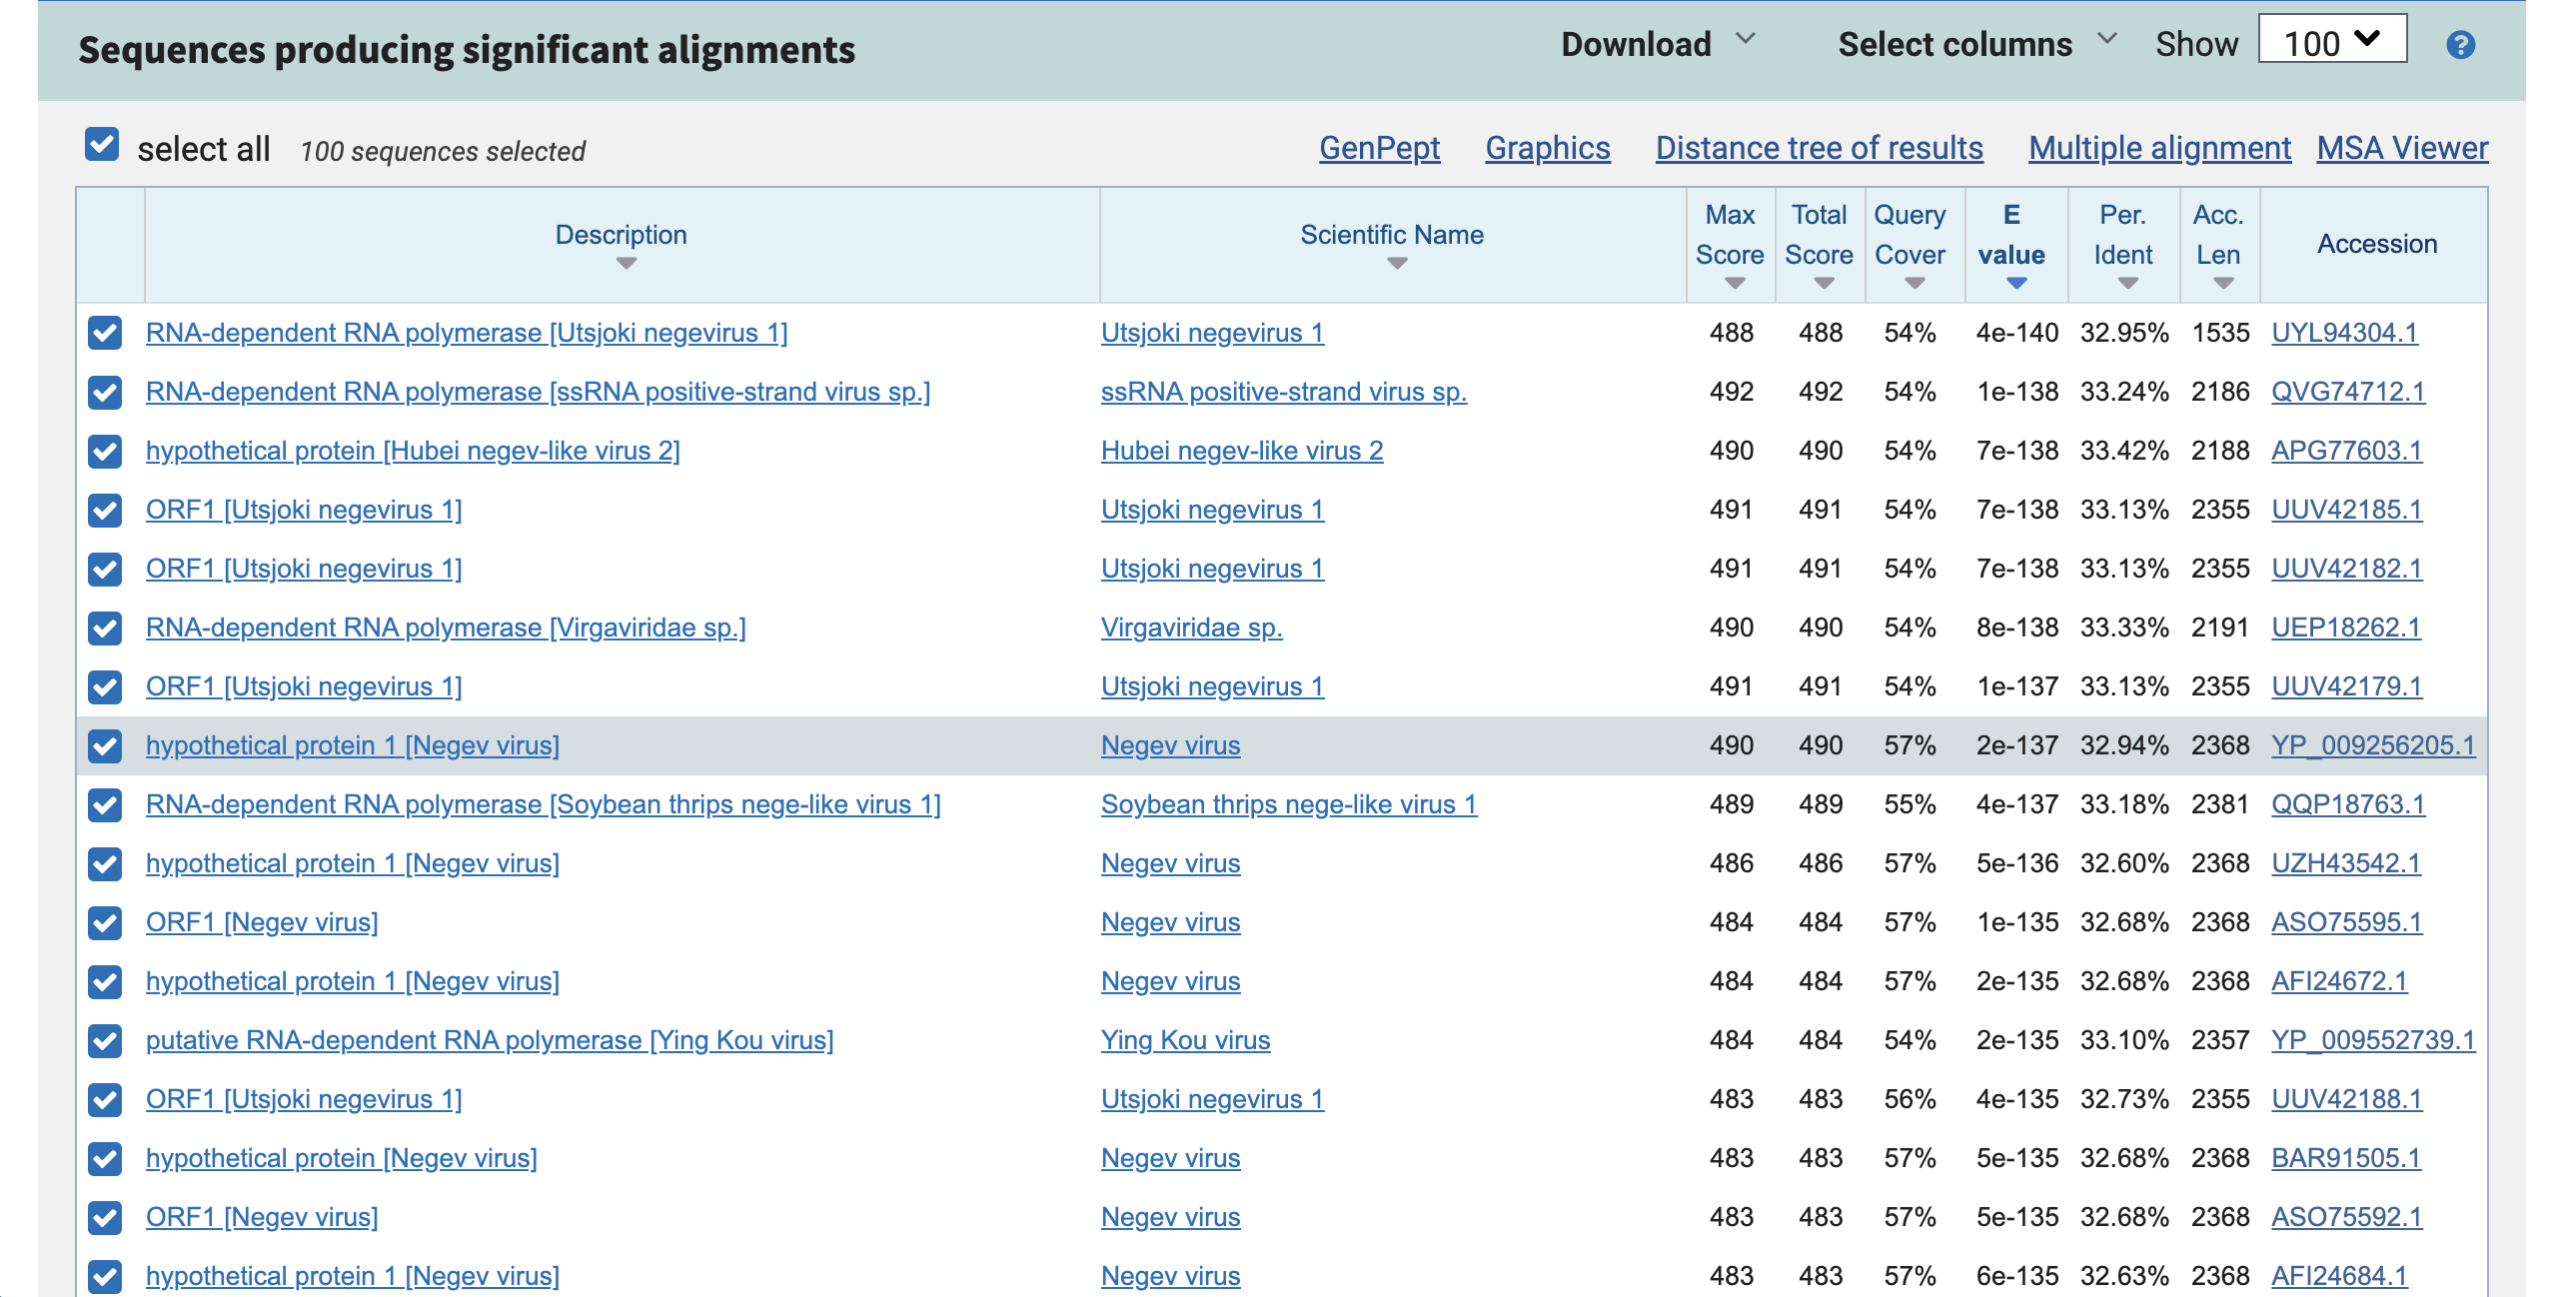 Sequences producing significant alignments Download Select columns Show 100 ?
select all 100 sequences selected GenPept Graphics Distance tree of results Multiple alignment MSA Viewer
Description Scientific Name Max Score Total Score Query Cover E value Per. Ident Acc. Len Accession
RNA-dependent RNA polymerase [Utsjoki negevirus 1] Utsjoki negevirus 1 488 488 54% 4e-140 32.95% 1535 UYL94304.1
RNA-dependent RNA polymerase [ssRNA positive-strand virus sp.] ssRNA positive-strand virus sp. 492 492 54% 1e-138 33.24% 2186 QVG74712.1
hypothetical protein [Hubei negev-like virus 2] Hubei negev-like virus 2 490 490 54% 7e-138 33.42% 2188 APG77603.1
ORF1 [Utsjoki negevirus 1] Utsjoki negevirus 1 491 491 54% 7e-138 33.13% 2355 UUV42185.1
ORF1 [Utsjoki negevirus 1] Utsjoki negevirus 1 491 491 54% 7e-138 33.13% 2355 UUV42182.1
RNA-dependent RNA polymerase [Virgaviridae sp.] Virgaviridae sp. 490 490 54% 8e-138 33.33% 2191 UEP18262.1
ORF1 [Utsjoki negevirus 1] Utsjoki negevirus 1 491 491 54% 1e-137 33.13% 2355 UUV42179.1
hypothetical protein 1 [Negev virus] Negev virus 490 490 57% 2e-137 32.94% 2368 YP_009256205.1
RNA-dependent RNA polymerase [Soybean thrips nege-like virus 1] Soybean thrips nege-like virus 1 489 489 55% 4e-137 33.18% 2381 QQP18763.1
hypothetical protein 1 [Negev virus] Negev virus 486 486 57% 5e-136 32.60% 2368 UZH43542.1
ORF1 [Negev virus] Negev virus 484 484 57% 1e-135 32.68% 2368 ASO75595.1
hypothetical protein 1 [Negev virus] Negev virus 484 484 57% 2e-135 32.68% 2368 AFI24672.1
putative RNA-dependent RNA polymerase [Ying Kou virus] Ying Kou virus 484 484 54% 2e-135 33.10% 2357 YP_009552739.1
ORF1 [Utsjoki negevirus 1] Utsjoki negevirus 1 483 483 56% 4e-135 32.73% 2355 UUV42188.1
hypothetical protein [Negev virus] Negev virus 483 483 57% 5e-135 32.68% 2368 BAR91505.1
ORF1 [Negev virus] Negev virus 483 483 57% 5e-135 32.68% 2368 ASO75592.1
hypothetical protein 1 [Negev virus] Negev virus 483 483 57% 6e-135 32.63% 2368 AFI24684.1